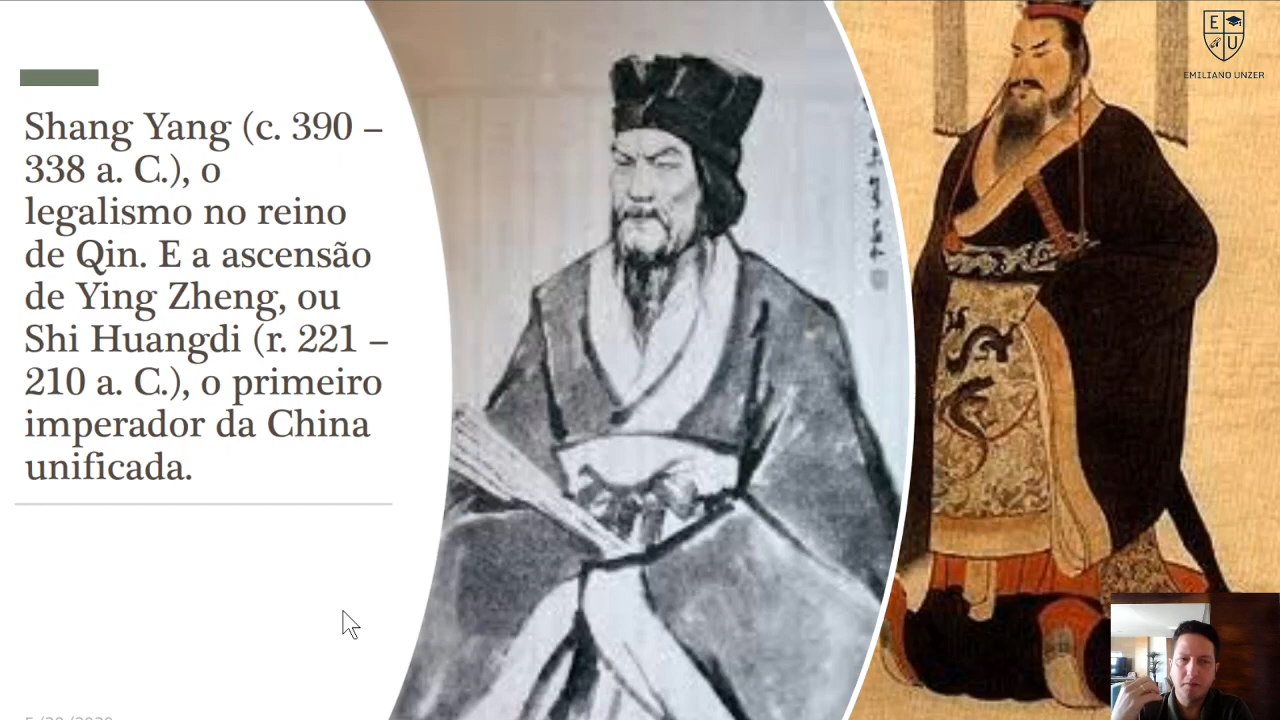 Shang Yang (c. 390 –
338 a. C.), o
legalismo no reino
de Qin. E a ascensão
de Ying Zheng, ou
Shi Huangdi (r. 221 –
210 a. C.), o primeiro
imperador da China
unificada.
E
U
EMILIANO UNZER